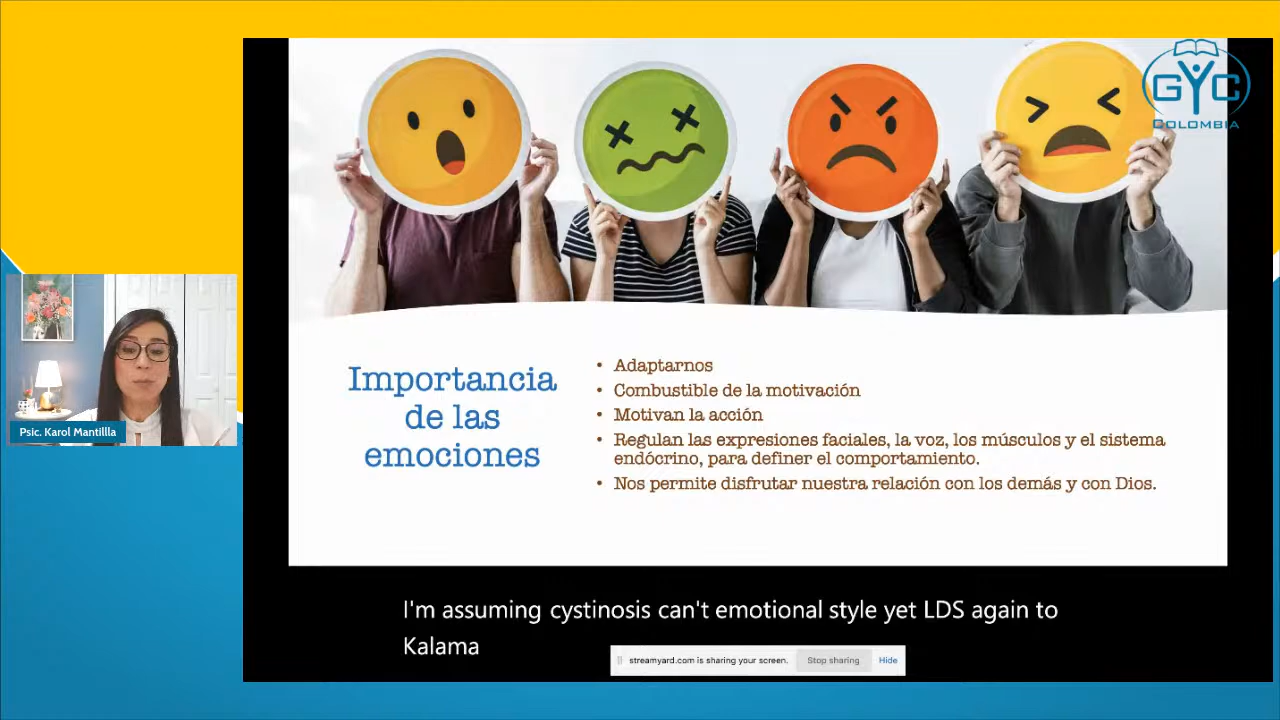 GYC
COLOMBIA
Importancia
de las
emociones
• Adaptarnos
• Combustible de la motivación
• Motivan la acción
• Regulan las expresiones faciales, la voz, los músculos y el sistema
endócrino, para definer el comportamiento.
• Nos permite disfrutar nuestra relación con los demás y con Dios.
Psic. Karol Mantillla
I'm assuming cystinosis can't emotional style yet LDS again to
Kalama
streamyard.com is sharing your screen. Stop sharing Hide